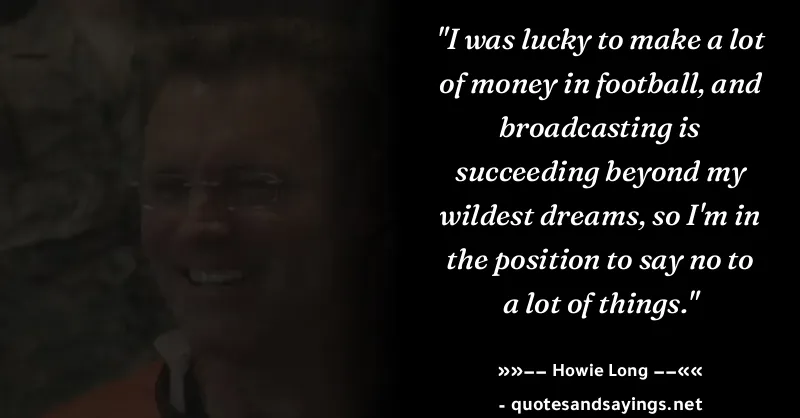 "I was lucky to make a lot
of money in football, and
broadcasting is
succeeding beyond my
wildest dreams, so I'm in
the position to say no to
a lot of things."
»»−− Howie Long −−««
- quotesandsayings.net